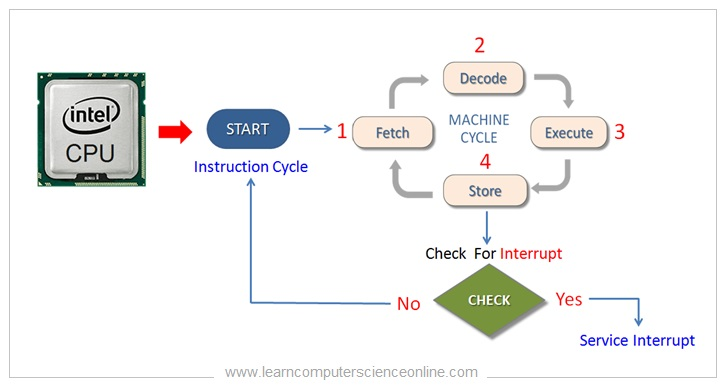 intel
CPU
START
Instruction Cycle
1
Fetch
2
Decode
MACHINE
CYCLE
Execute
3
4
Store
Check For Interrupt
CHECK
No
Yes
Service Interrupt
www.learncomputerscienceonline.com